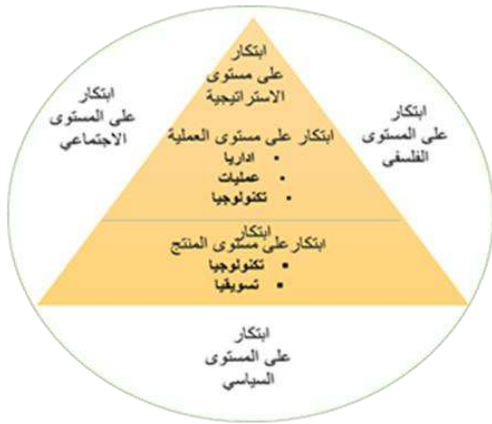 ابتكار
على مستوى
الاستراتيجية
ابتكار
على المستوى
الاجتماعي
ابتكار
على المستوى
الفلسفى
ابتكار على مستوى العملية
▪ اداريا
▪ عمليات
▪ تكنولوجيا
ابتكار
ابتكار على مستوى المنتج
▪ تكنولوجيا
▪ تسويقيا
ابتكار
على المستوى
السياسي